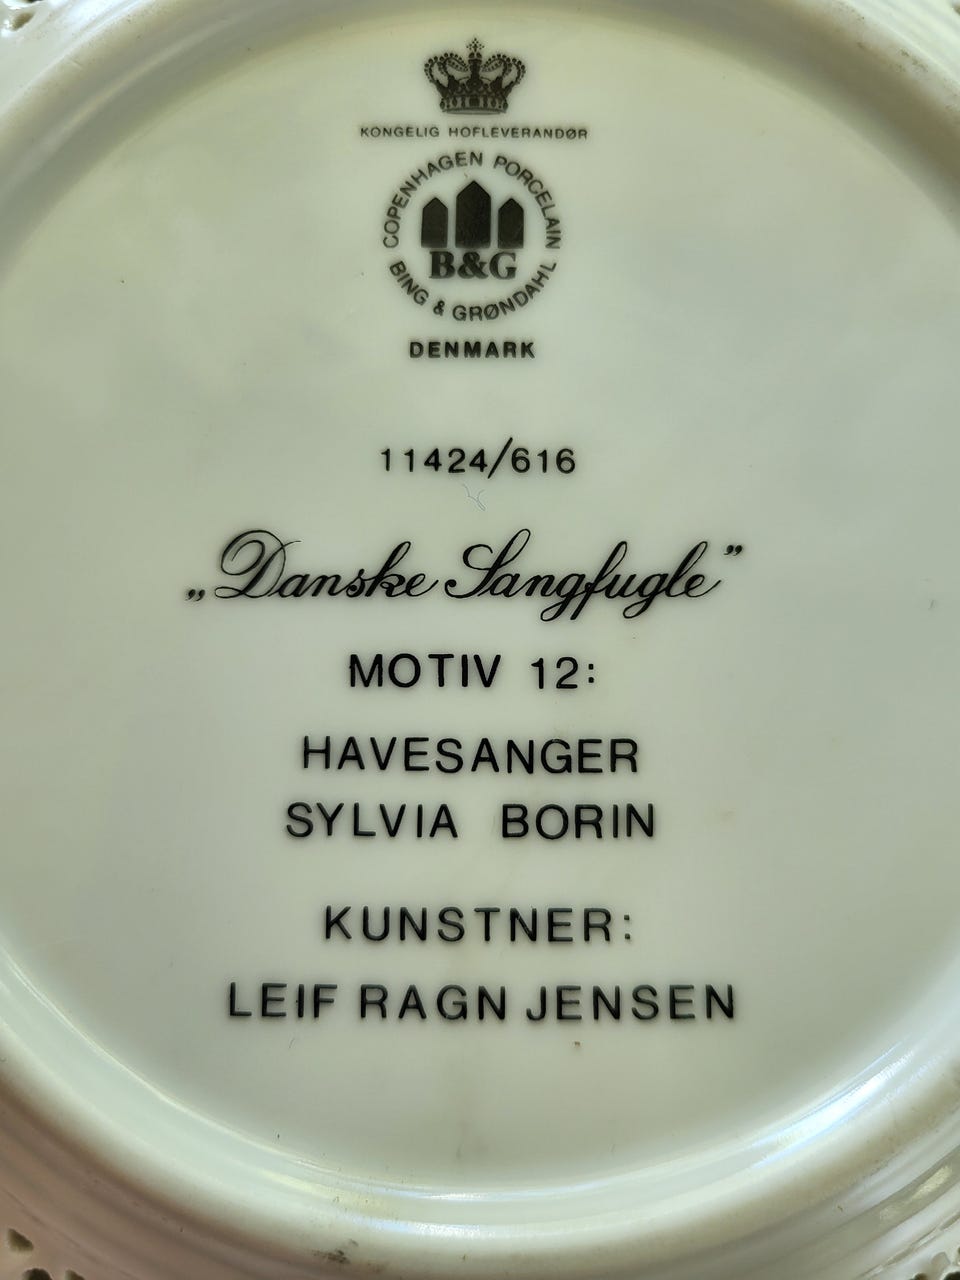 KONGELIG HOFLEVERANDØR
COPENHAGEN PORCELAIN
B&G
BING & GRØNDAHL
DENMARK
11424/616
„Danske Sangfugle”
MOTIV 12:
HAVESANGER
SYLVIA BORIN
KUNSTNER:
LEIF RAGN JENSEN